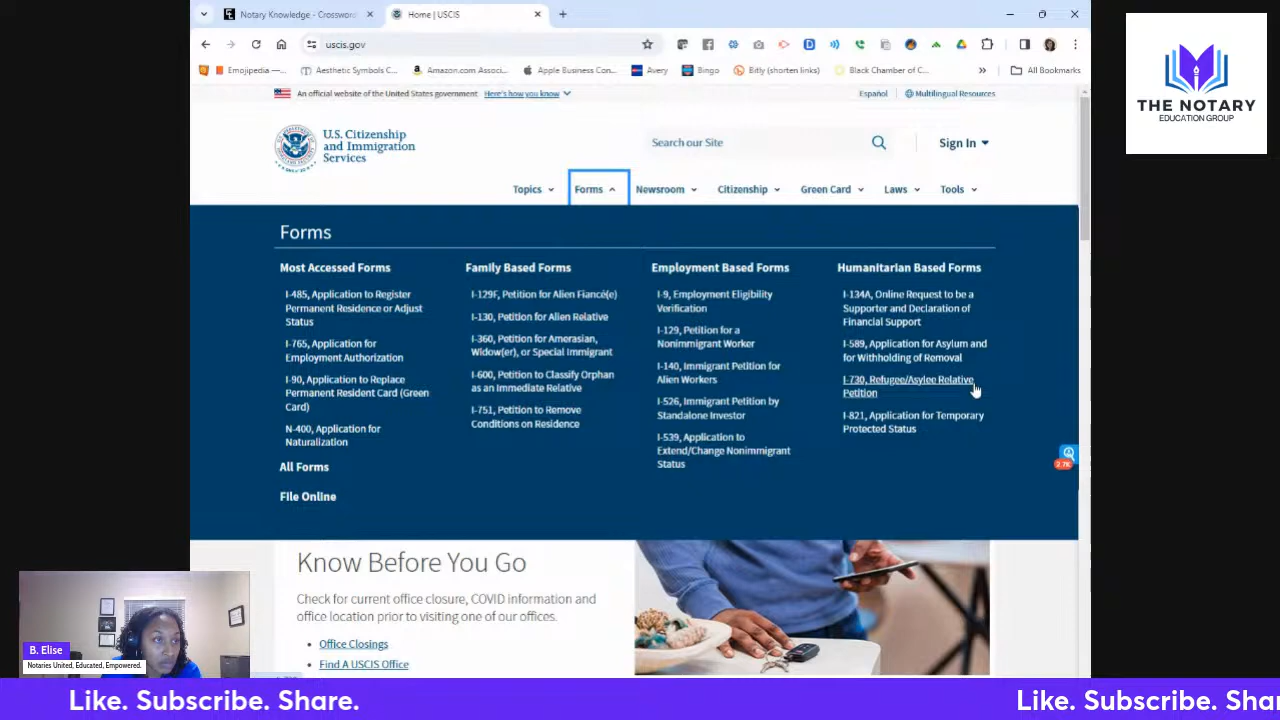 Notary Knowledge - Crosswor
Home | USCIS
uscis.gov
Emojipedia —...
Aesthetic Symbols C...
Amazon.com Associ...
Apple Business Con...
Avery
Bingo
Bitly (shorten links)
Black Chamber of C...
All Bookmarks
An official website of the United States government
Here's how you know
Español
Multilingual Resources
THE NOTARY
EDUCATION GROUP
U.S. Citizenship
and Immigration
Services
Search our Site
Sign In
Topics
Forms
Newsroom
Citizenship
Green Card
Laws
Tools
Forms
Most Accessed Forms
I-485, Application to Register
Permanent Residence or Adjust
Status
I-765, Application for
Employment Authorization
I-90, Application to Replace
Permanent Resident Card (Green
Card)
N-400, Application for
Naturalization
All Forms
File Online
Family Based Forms
I-129F, Petition for Alien Fiancé(e)
I-130, Petition for Alien Relative
I-360, Petition for Amerasian,
Widow(er), or Special Immigrant
I-600, Petition to Classify Orphan
as an Immediate Relative
I-751, Petition to Remove
Conditions on Residence
Employment Based Forms
I-9, Employment Eligibility
Verification
I-129, Petition for a
Nonimmigrant Worker
I-140, Immigrant Petition for
Alien Workers
I-526, Immigrant Petition by
Standalone Investor
I-539, Application to
Extend/Change Nonimmigrant
Status
Humanitarian Based Forms
I-134A, Online Request to be a
Supporter and Declaration of
Financial Support
I-589, Application for Asylum and
for Withholding of Removal
I-730, Refugee/Asylee Relative
Petition
I-821, Application for Temporary
Protected Status
2.7K
Know Before You Go
Check for current office closure, COVID information and
office location prior to visiting one of our offices.
Office Closings
Find A USCIS Office
B. Elise
Notaries United, Educated, Empowered.
Like. Subscribe. Share.
Like. Subscribe. Shar